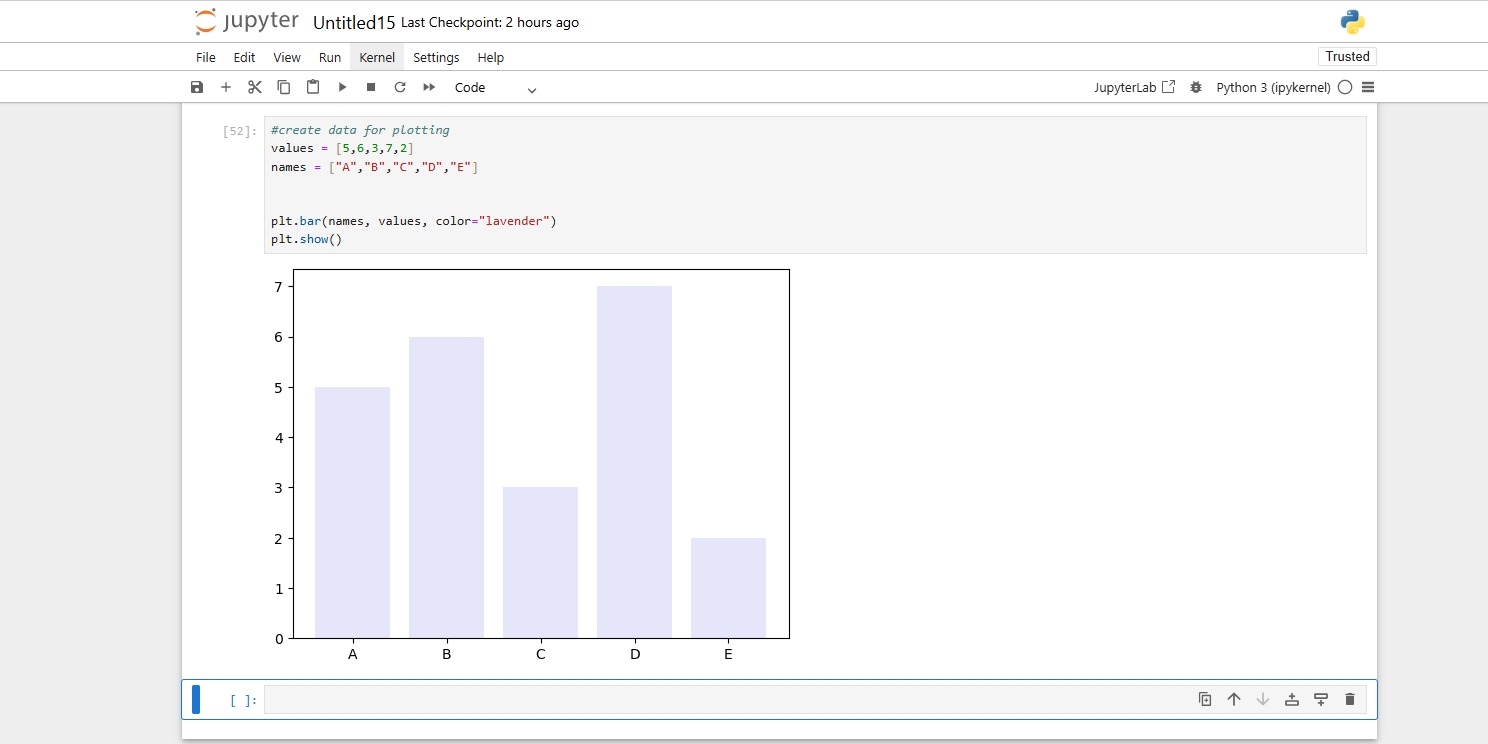 jupyter Untitled15 Last Checkpoint: 2 hours ago
File Edit View Run Kernel Settings Help Trusted
Code JupyterLab Python 3 (ipykernel)
[52]: #create data for plotting
values = [5,6,3,7,2]
names = ["A","B","C","D","E"]
plt.bar(names, values, color="lavender")
plt.show()
7
6
5
4
3
2
1
0
A B C D E
[ ]: